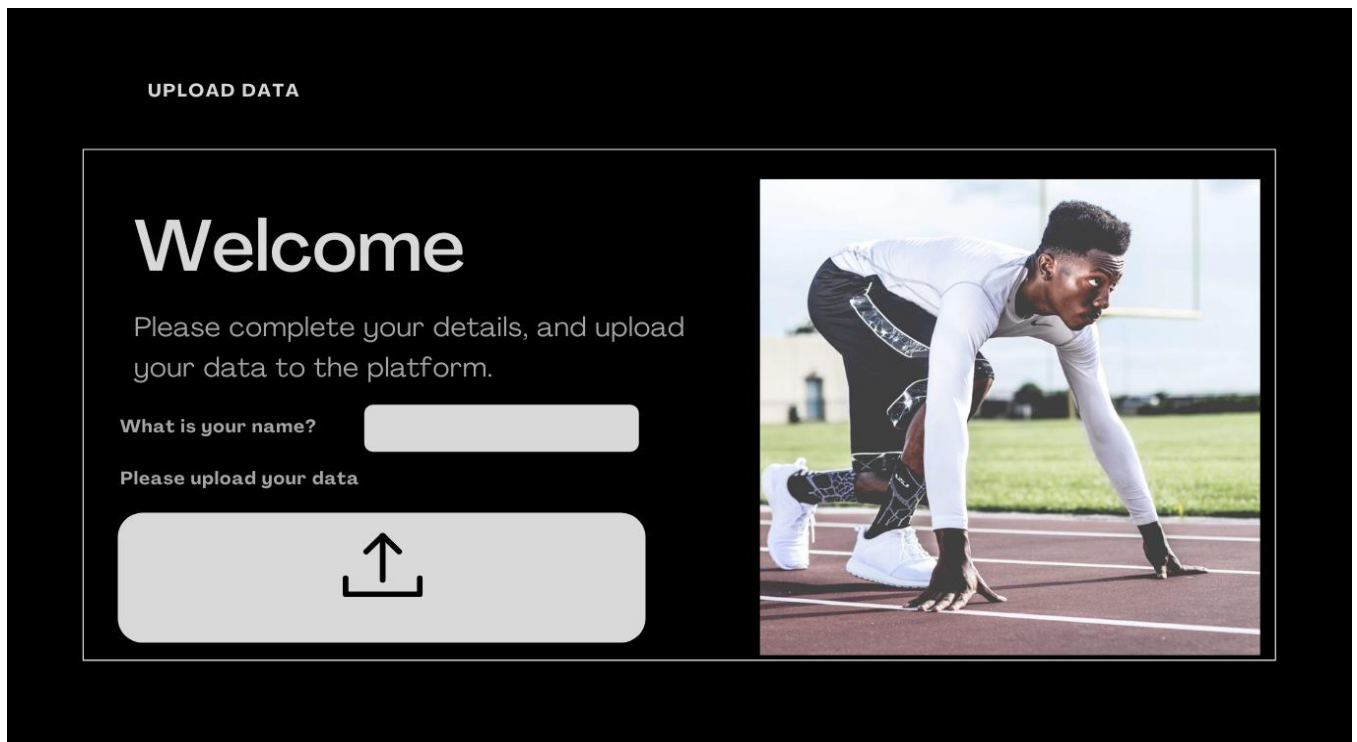 UPLOAD DATA
Welcome
Please complete your details, and upload
your data to the platform.
What is your name?
Please upload your data